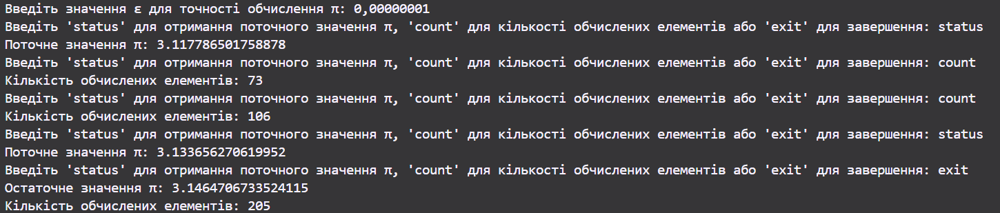 Введіть значення ε для точності обчислення π: 0,00000001
Введіть 'status' для отримання поточного значення π, 'count' для кількості обчислених елементів або 'exit' для завершення: status
Поточне значення π: 3.117786501758878
Введіть 'status' для отримання поточного значення π, 'count' для кількості обчислених елементів або 'exit' для завершення: count
Кількість обчислених елементів: 73
Введіть 'status' для отримання поточного значення π, 'count' для кількості обчислених елементів або 'exit' для завершення: count
Кількість обчислених елементів: 106
Введіть 'status' для отримання поточного значення π, 'count' для кількості обчислених елементів або 'exit' для завершення: status
Поточне значення π: 3.133656270619952
Введіть 'status' для отримання поточного значення π, 'count' для кількості обчислених елементів або 'exit' для завершення: exit
Остаточне значення π: 3.1464706733524115
Кількість обчислених елементів: 205